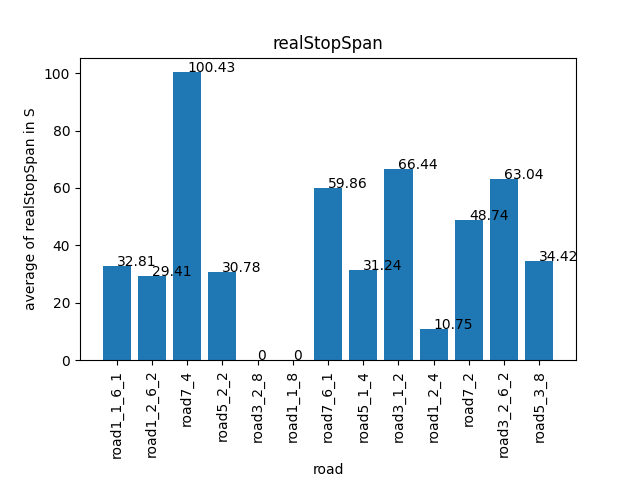 realStopSpan
average of realStopSpan in S
100
80
60
40
20
0
32.81
29.41
100.43
30.78
0
0
59.86
31.24
66.44
10.75
48.74
63.04
34.42
road1_1_6_1
road1_2_6_2
road7_4
road5_2_2
road3_2_8
road1_1_8
road7_6_1
road5_1_4
road3_1_2
road1_2_4
road7_2
road3_2_6_2
road5_3_8
road